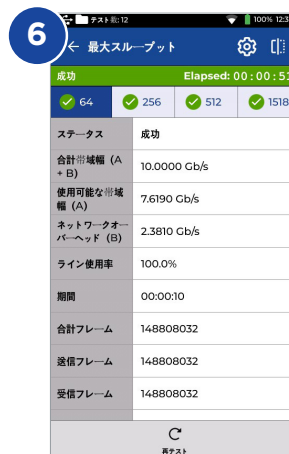 6
テスト数: 12
100% 12:3
最大スループット
成功
Elapsed: 00:00:51
64
256
512
1518
ステータス
成功
合計帯域幅 (A
+ B)
10.0000 Gb/s
使用可能な帯域
幅 (A)
7.6190 Gb/s
ネットワークオー
バーヘッド (B)
2.3810 Gb/s
ライン使用率
100.0%
期間
00:00:10
合計フレーム
148808032
送信フレーム
148808032
受信フレーム
148808032
再テスト